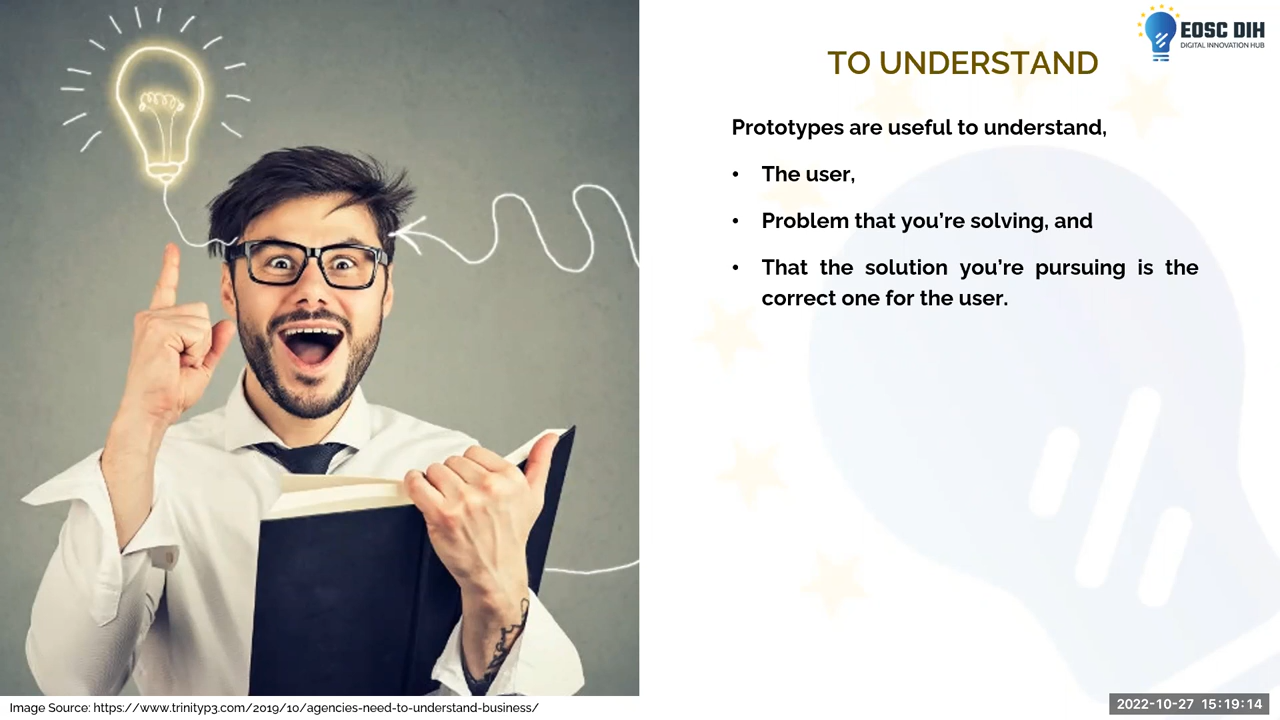 EOSC DIH
DIGITAL INNOVATION HUB
TO UNDERSTAND
Prototypes are useful to understand,
• The user,
• Problem that you’re solving, and
• That the solution you’re pursuing is the
correct one for the user.
Image Source: https://www.trinityp3.com/2019/10/agencies-need-to-understand-business/
2022-10-27 15:19:14